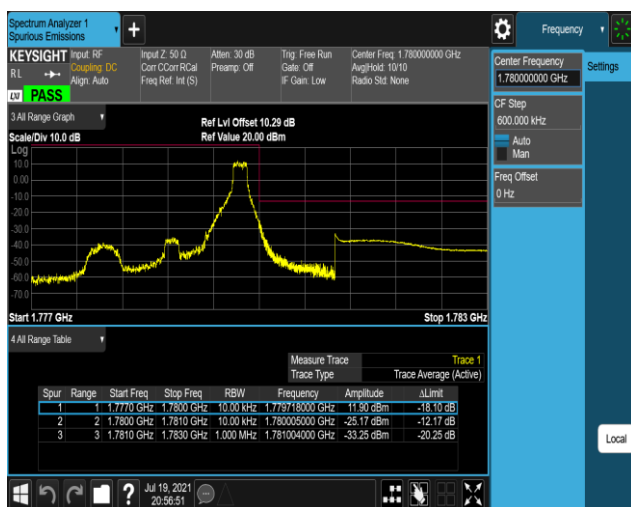 Spectrum Analyzer 1
Spurious Emissions
+
Frequency
KEYSIGHT
RL
Input: RF
Coupling: DC
Align: Auto
Input Z: 50 Ω
Corr CCorr RCal
Freq Ref: Int (S)
Atten: 30 dB
Preamp: Off
Trig: Free Run
Gate: Off
IF Gain: Low
Center Freq: 1.780000000 GHz
Avg|Hold: 10/10
Radio Std: None
LXI PASS
Center Frequency
1.780000000 GHz
Settings
CF Step
600.000 kHz
Auto
Man
Freq Offset
0 Hz
3 All Range Graph
Scale/Div 10.0 dB
Ref Lvl Offset 10.29 dB
Ref Value 20.00 dBm
Log
10.0
0.00
-10.0
-20.0
-30.0
-40.0
-50.0
-60.0
-70.0
Start 1.777 GHz
Stop 1.783 GHz
4 All Range Table
Measure Trace Trace 1
Trace Type Trace Average (Active)
Spur Range Start Freq Stop Freq RBW Frequency Amplitude ΔLimit
1 1 1.7770 GHz 1.7800 GHz 10.00 kHz 1.779718000 GHz 11.90 dBm -18.10 dB
2 2 1.7800 GHz 1.7810 GHz 10.00 kHz 1.780005000 GHz -25.17 dBm -12.17 dB
3 3 1.7810 GHz 1.7830 GHz 1.000 MHz 1.781004000 GHz -33.25 dBm -20.25 dB
Local
?
Jul 19, 2021
20:56:51